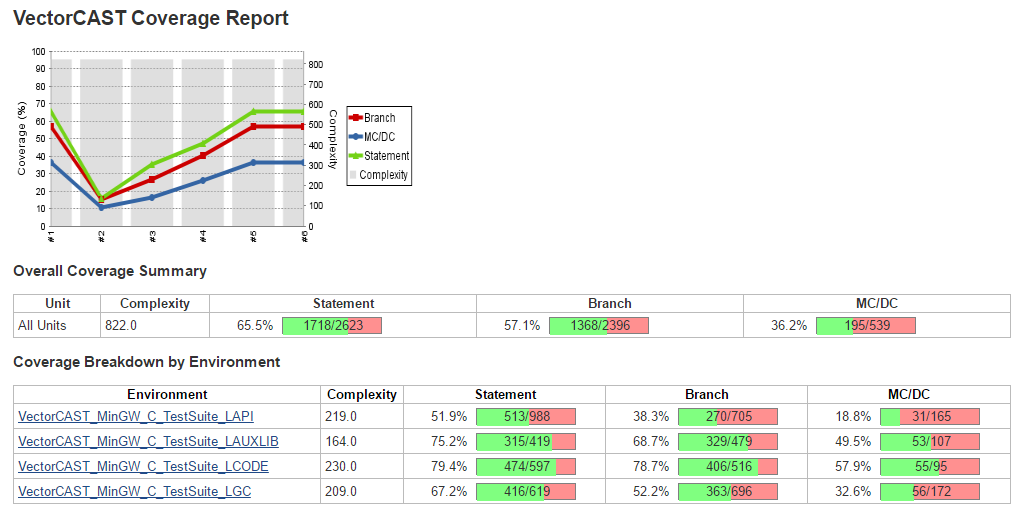 VectorCAST Coverage Report
100
90
80
70
60
50
40
30
20
10
0
Coverage (%)
800
700
600
500
400
300
200
100
0
Complexity
#1 #2 #3 #4 #5 #6
Branch
MC/DC
Statement
Complexity
Overall Coverage Summary
Unit Complexity Statement Branch MC/DC
All Units 822.0 65.5% 1718/2623 57.1% 1368/2396 36.2% 195/539
Coverage Breakdown by Environment
Environment Complexity Statement Branch MC/DC
VectorCAST_MinGW_C_TestSuite_LAPI 219.0 51.9% 513/988 38.3% 270/705 18.8% 31/165
VectorCAST_MinGW_C_TestSuite_LAUXLIB 164.0 75.2% 315/419 68.7% 329/479 49.5% 53/107
VectorCAST_MinGW_C_TestSuite_LCODE 230.0 79.4% 474/597 78.7% 406/516 57.9% 55/95
VectorCAST_MinGW_C_TestSuite_LGC 209.0 67.2% 416/619 52.2% 363/696 32.6% 56/172